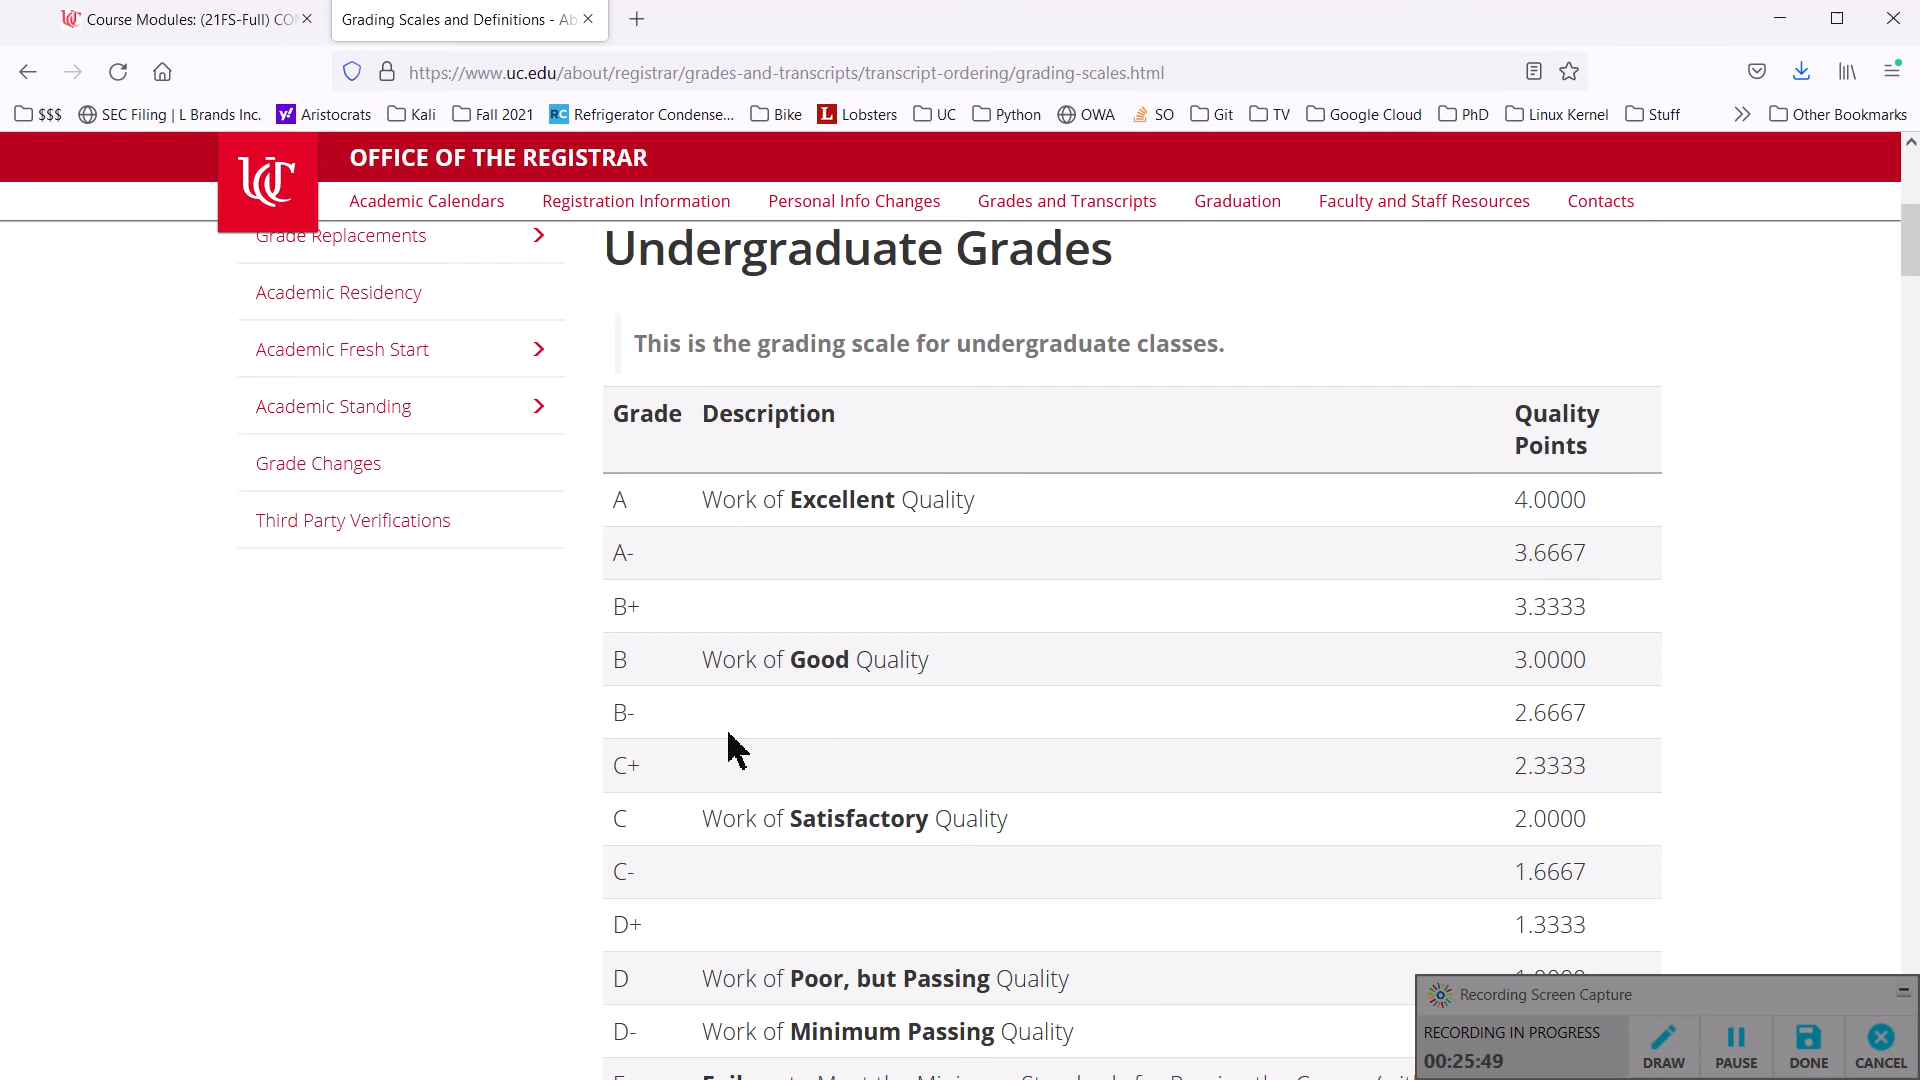 Course Modules: (21FS-Full) CO
Grading Scales and Definitions - Ab
https://www.uc.edu/about/registrar/grades-and-transcripts/transcript-ordering/grading-scales.html
$$$ SEC Filing | L Brands Inc. Aristocrats Kali Fall 2021 RC Refrigerator Condense... Bike L Lobsters UC Python OWA SO Git TV Google Cloud PhD Linux Kernel Stuff Other Bookmarks
UC
OFFICE OF THE REGISTRAR
Academic Calendars Registration Information Personal Info Changes Grades and Transcripts Graduation Faculty and Staff Resources Contacts
Grade Replacements
Academic Residency
Academic Fresh Start
Academic Standing
Grade Changes
Third Party Verifications
Undergraduate Grades
This is the grading scale for undergraduate classes.
Grade Description Quality Points
A Work of Excellent Quality 4.0000
A- 3.6667
B+ 3.3333
B Work of Good Quality 3.0000
B- 2.6667
C+ 2.3333
C Work of Satisfactory Quality 2.0000
C- 1.6667
D+ 1.3333
D Work of Poor, but Passing Quality
D- Work of Minimum Passing Quality
Recording Screen Capture
RECORDING IN PROGRESS
00:25:49
DRAW PAUSE DONE CANCEL